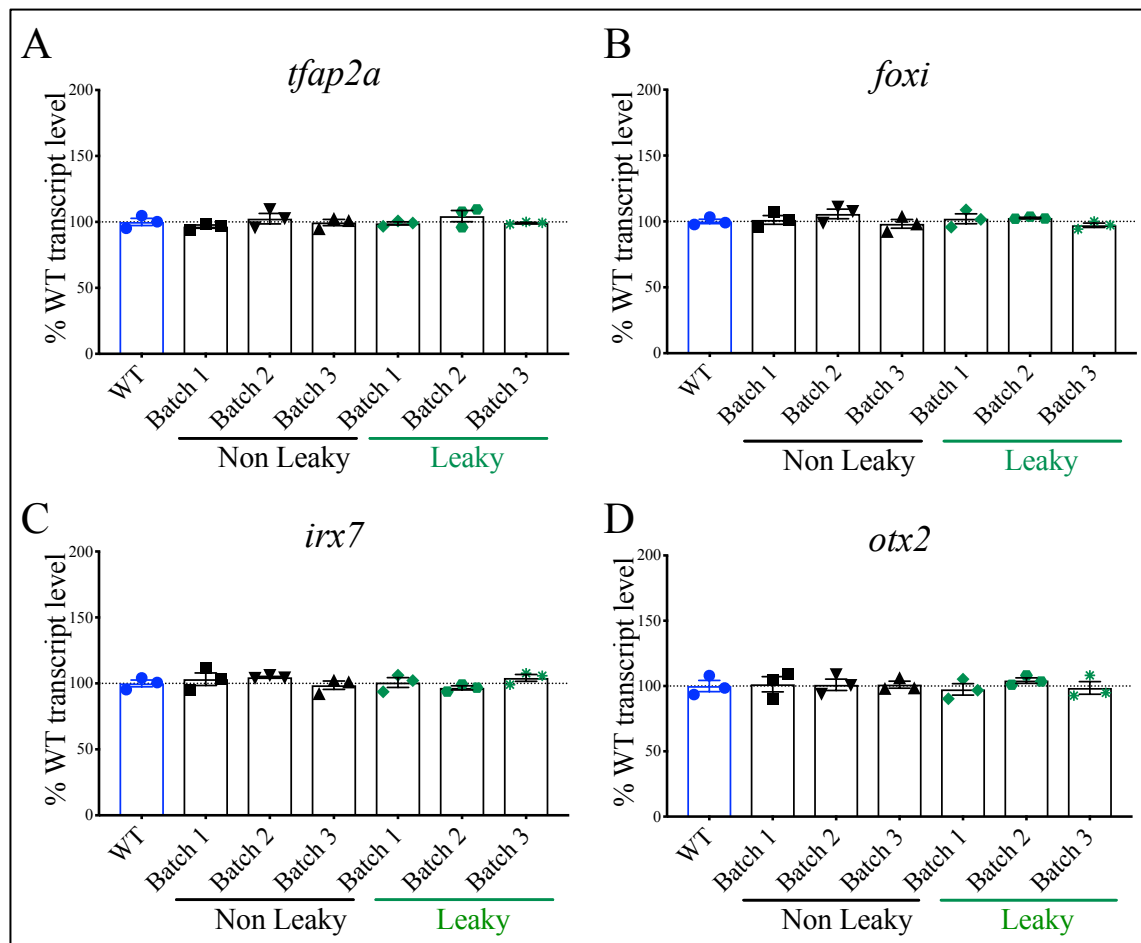 A
tfap2a
% WT transcript level
200
150
100
50
0
WT
Batch 1
Batch 2
Batch 3
Batch 1
Batch 2
Batch 3
Non Leaky
Leaky
B
foxi
% WT transcript level
200
150
100
50
0
WT
Batch 1
Batch 2
Batch 3
Batch 1
Batch 2
Batch 3
Non Leaky
Leaky
C
irx7
% WT transcript level
200
150
100
50
0
WT
Batch 1
Batch 2
Batch 3
Batch 1
Batch 2
Batch 3
Non Leaky
Leaky
D
otx2
% WT transcript level
200
150
100
50
0
WT
Batch 1
Batch 2
Batch 3
Batch 1
Batch 2
Batch 3
Non Leaky
Leaky